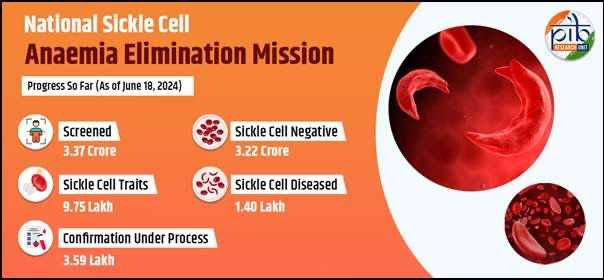 National Sickle Cell
Anaemia Elimination Mission
Progress So Far (As of June 18, 2024)
pib
RESEARCH UNIT
Screened
3.37 Crore
Sickle Cell Negative
3.22 Crore
Sickle Cell Traits
9.75 Lakh
Sickle Cell Diseased
1.40 Lakh
Confirmation Under Process
3.59 Lakh